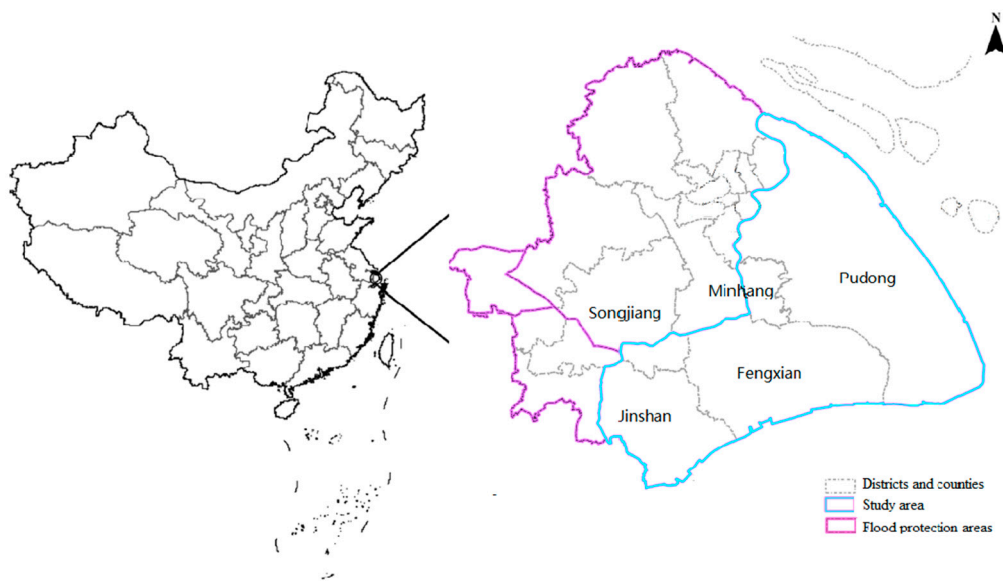 N
Pudong
Minhang
Songjiang
Fengxian
Jinshan
Districts and counties
Study area
Flood protection areas